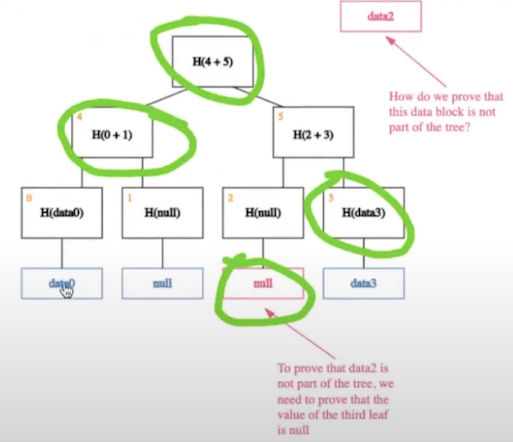 data2
H(4 + 5)
How do we prove that
this data block is not
part of the tree?
4
H(0 + 1)
5
H(2 + 3)
0
H(data0)
1
H(null)
2
H(null)
3
H(data3)
data0
null
null
data3
To prove that data2 is
not part of the tree, we
need to prove that the
value of the third leaf
is null